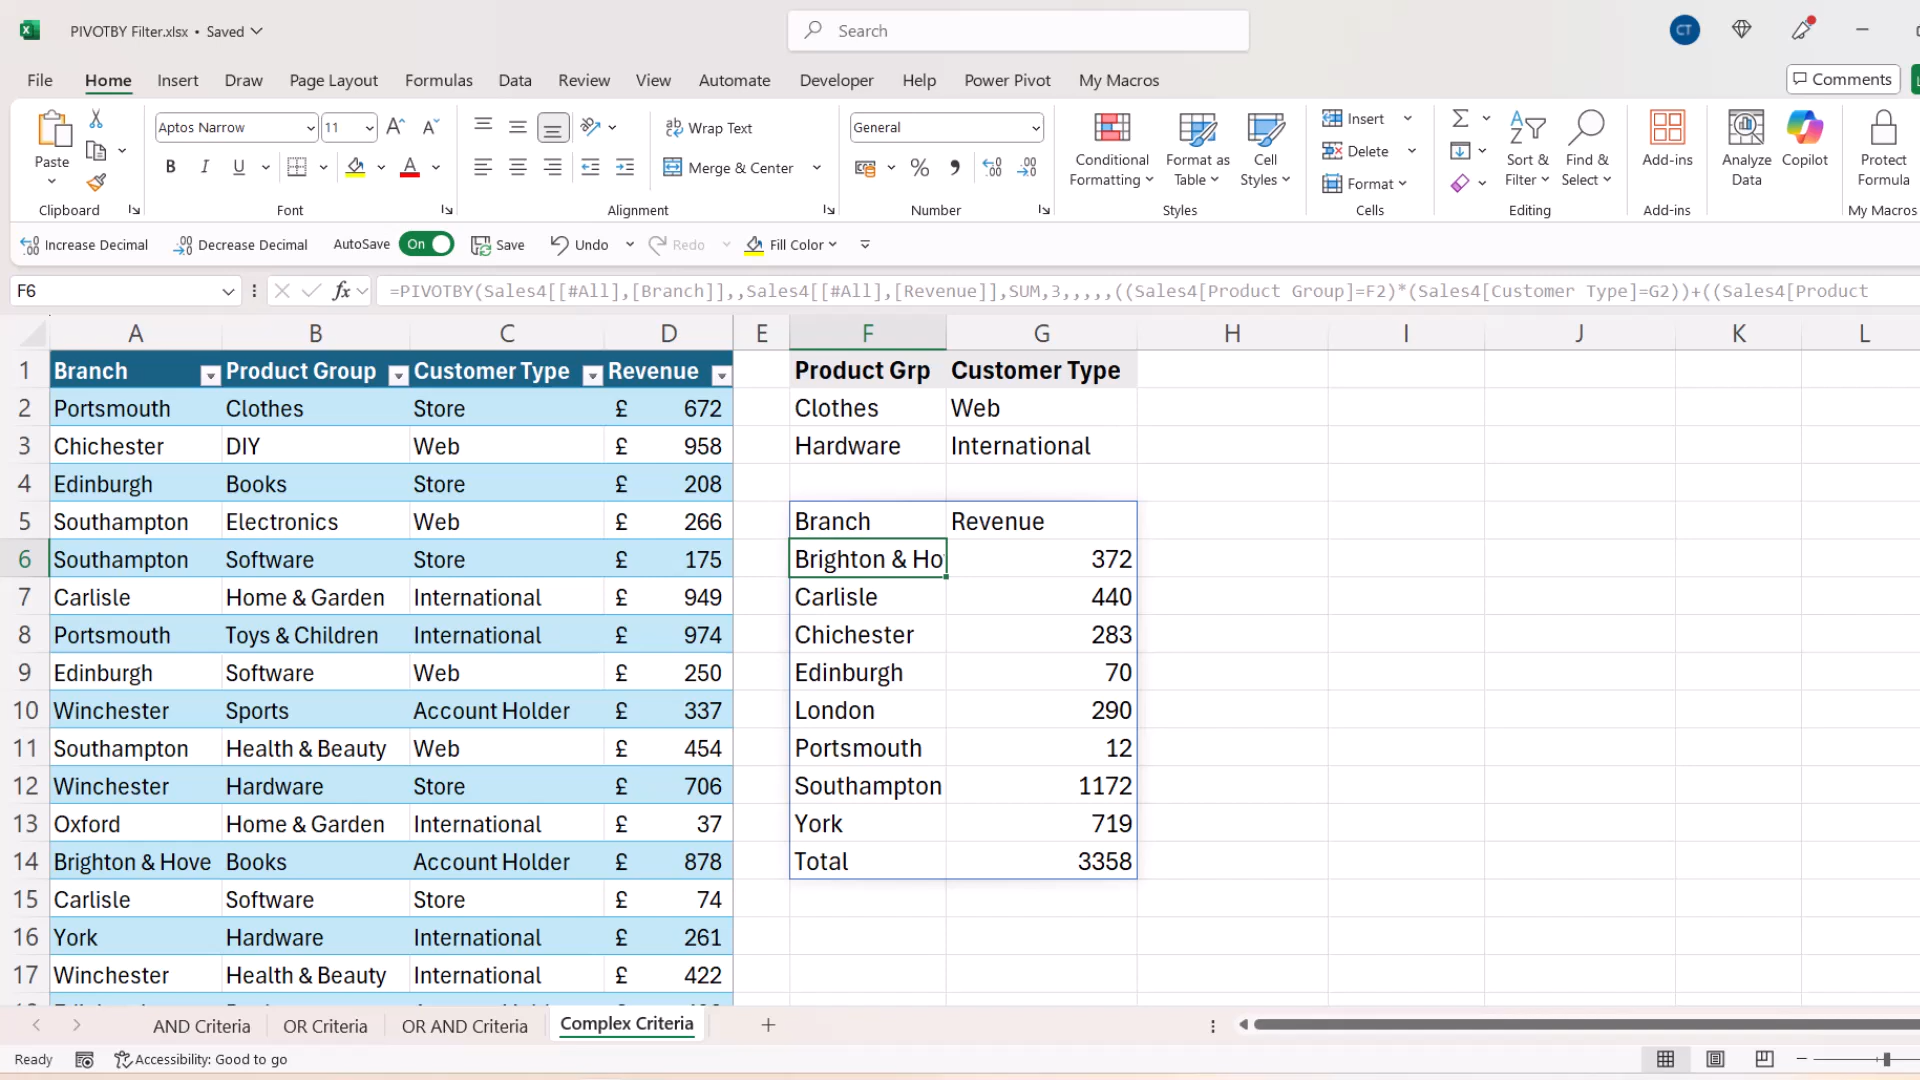 PIVOTBY Filter.xlsx • Saved
Search
CT
File Home Insert Draw Page Layout Formulas Data Review View Automate Developer Help Power Pivot My Macros
Comments
Paste
Clipboard
Aptos Narrow 11
B I U
Font
Wrap Text
Merge & Center
Alignment
General
Number
Conditional Formatting
Format as Table
Cell Styles
Styles
Insert
Delete
Format
Cells
Sort & Filter
Find & Select
Editing
Add-ins
Add-ins
Analyze Data
Copilot
Protect Formula
My Macros
Increase Decimal Decrease Decimal AutoSave On Save Undo Redo Fill Color
F6 fx =PIVOTBY(Sales4[[#All],[Branch]],,Sales4[[#All],[Revenue]],SUM,3,,,,,((Sales4[Product Group]=F2)*(Sales4[Customer Type]=G2))+((Sales4[Product
A B C D E F G H I J K L
1 Branch Product Group Customer Type Revenue Product Grp Customer Type
2 Portsmouth Clothes Store £ 672 Clothes Web
3 Chichester DIY Web £ 958 Hardware International
4 Edinburgh Books Store £ 208
5 Southampton Electronics Web £ 266 Branch Revenue
6 Southampton Software Store £ 175 Brighton & Ho 372
7 Carlisle Home & Garden International £ 949 Carlisle 440
8 Portsmouth Toys & Children International £ 974 Chichester 283
9 Edinburgh Software Web £ 250 Edinburgh 70
10 Winchester Sports Account Holder £ 337 London 290
11 Southampton Health & Beauty Web £ 454 Portsmouth 12
12 Winchester Hardware Store £ 706 Southampton 1172
13 Oxford Home & Garden International £ 37 York 719
14 Brighton & Hove Books Account Holder £ 878 Total 3358
15 Carlisle Software Store £ 74
16 York Hardware International £ 261
17 Winchester Health & Beauty International £ 422
AND Criteria OR Criteria OR AND Criteria Complex Criteria
Ready Accessibility: Good to go